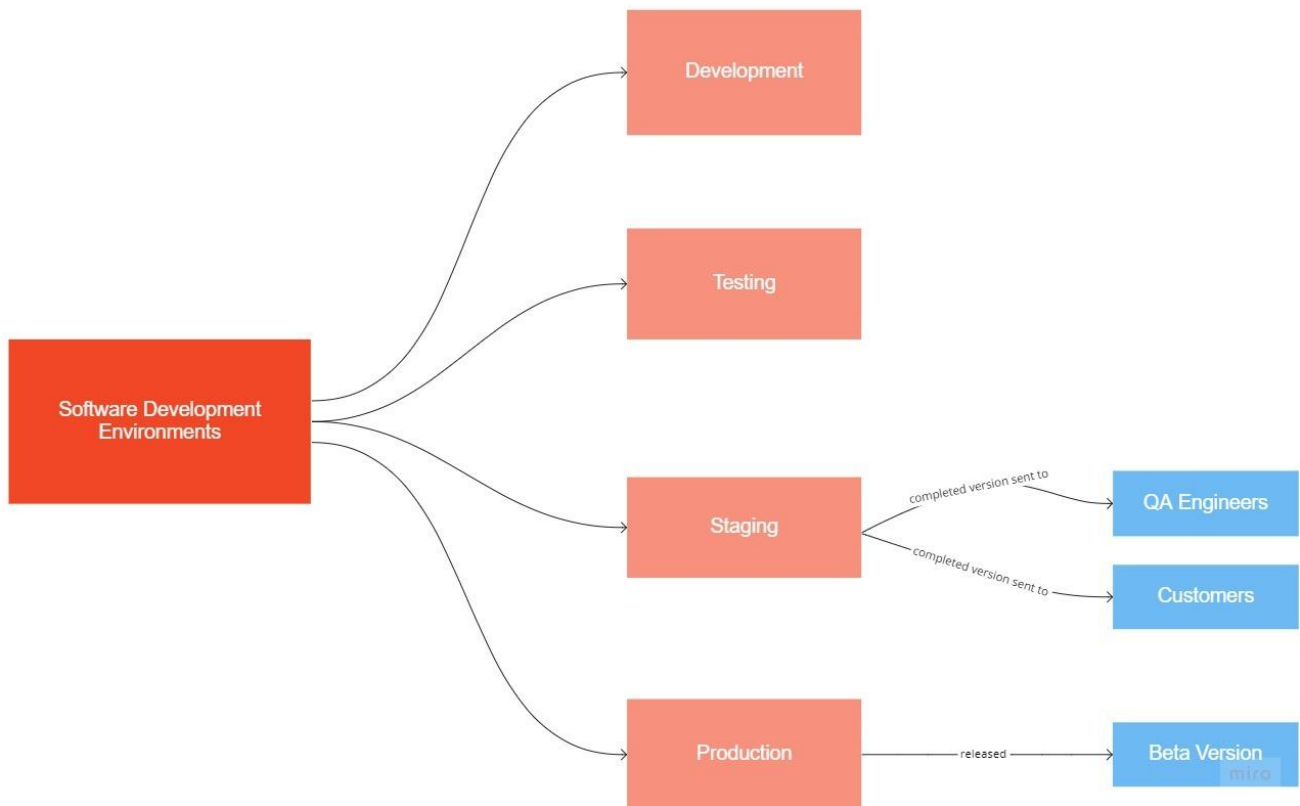 Development
Testing
Software Development
Environments
completed version sent to
QA Engineers
Staging
completed version sent to
Customers
Production
released
Beta Version
miro